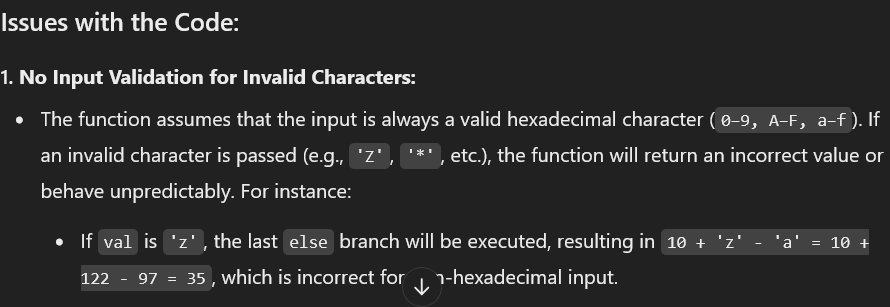 Issues with the Code:
1. No Input Validation for Invalid Characters:
• The function assumes that the input is always a valid hexadecimal character ( 0–9, A–F, a–f ). If
an invalid character is passed (e.g., 'Z' , '*' , etc.), the function will return an incorrect value or
behave unpredictably. For instance:
• If val is 'z' , the last else branch will be executed, resulting in 10 + 'z' - 'a' = 10 +
122 - 97 = 35 , which is incorrect for n-hexadecimal input.